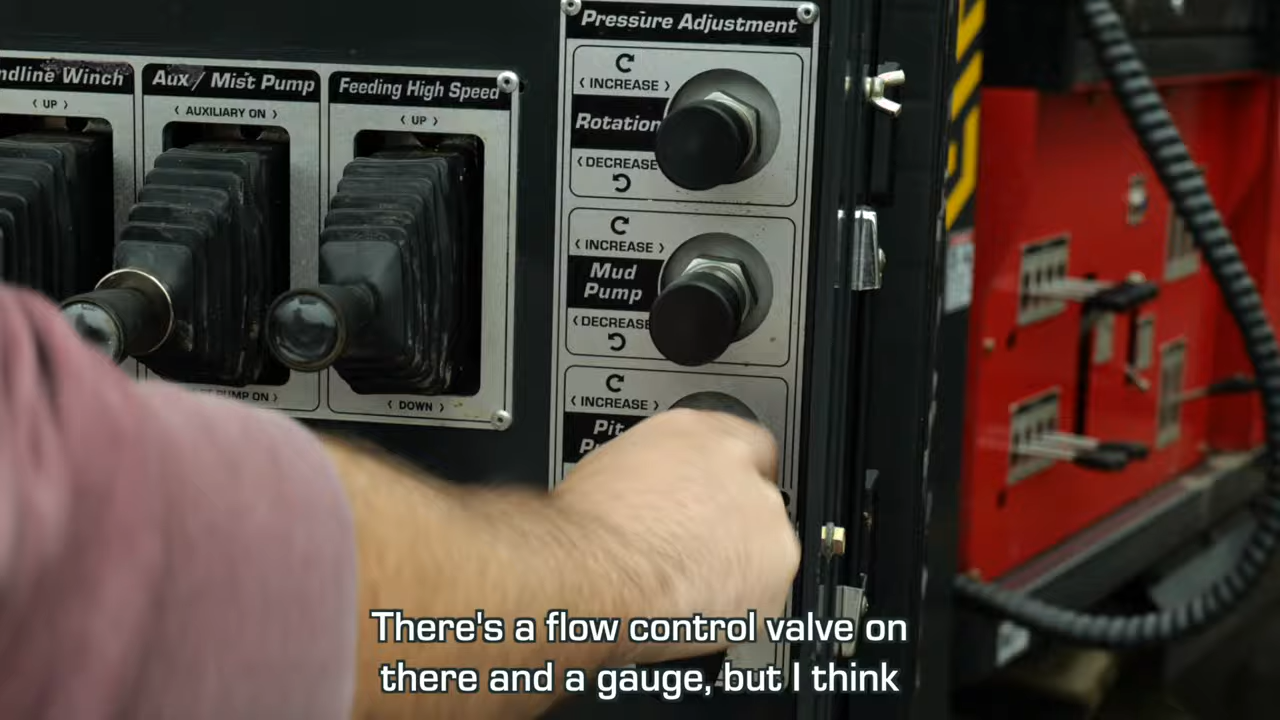 ndline Winch
< UP >
Aux / Mist Pump
< AUXILIARY ON >
PUMP ON >
Feeding High Speed
< UP >
< DOWN >
Pressure Adjustment
< INCREASE >
Rotation
< DECREASE
< INCREASE >
Mud
Pump
< DECREASE
< INCREASE >
Pit
There's a flow control valve on
there and a gauge, but I think